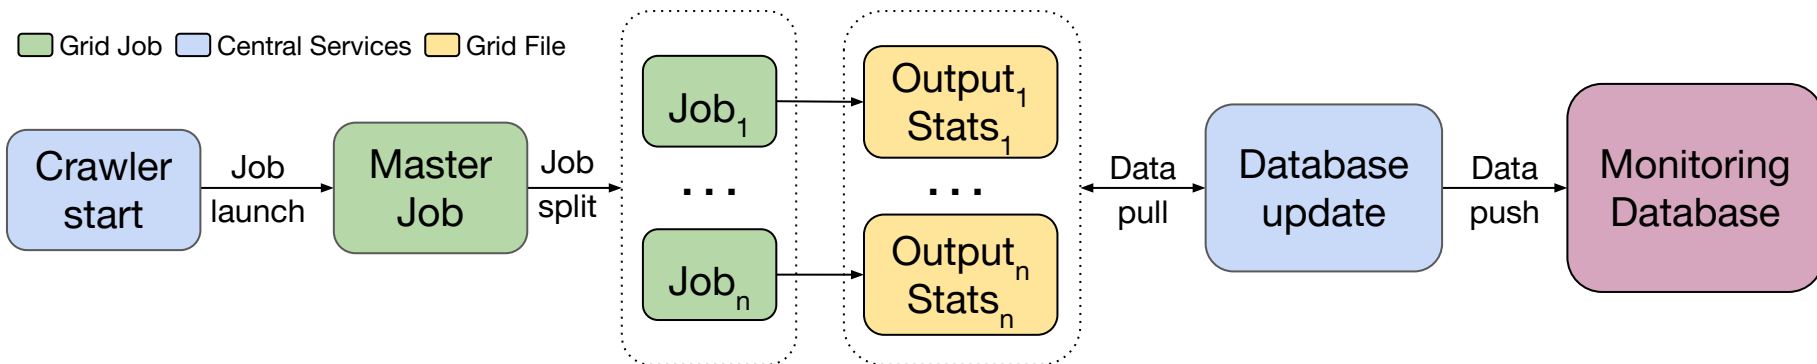 Grid Job Central Services Grid File
Crawler
start
Job
launch
Master
Job
Job
split
Job1
...
Jobn
Output1
Stats1
...
Outputn
Statsn
Data
pull
Database
update
Data
push
Monitoring
Database